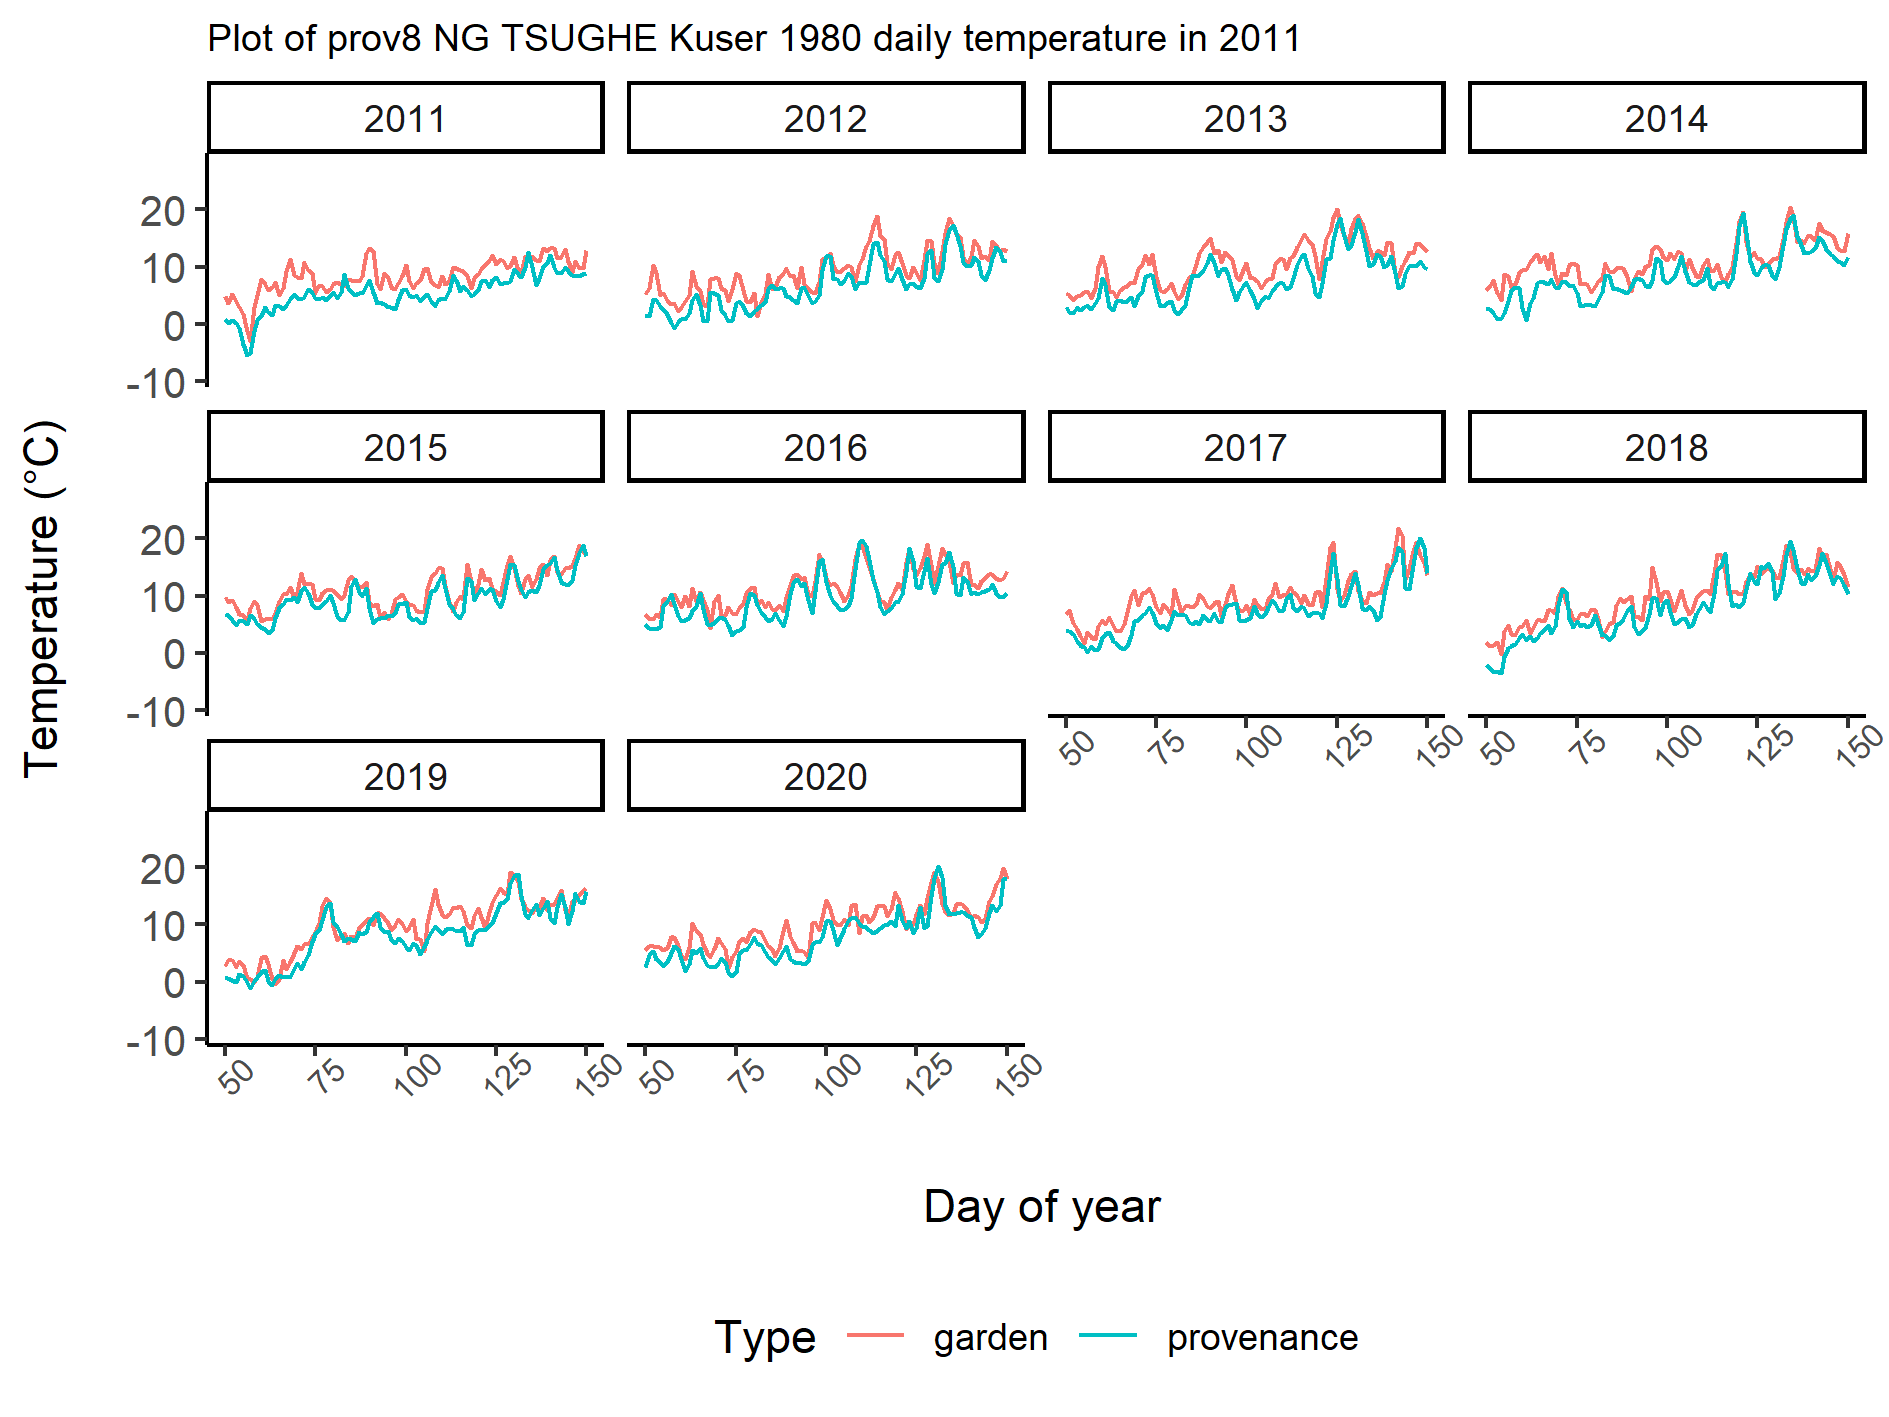 Plot of prov8 NG TSUGHE Kuser 1980 daily temperature in 2011
2011 2012 2013 2014
20
10
0
-10
2015 2016 2017 2018
20
10
0
-10
50 75 100 125 150 50 75 100 125 150
2019 2020
20
10
0
-10
50 75 100 125 150 50 75 100 125 150
Temperature (°C)
Day of year
Type garden provenance